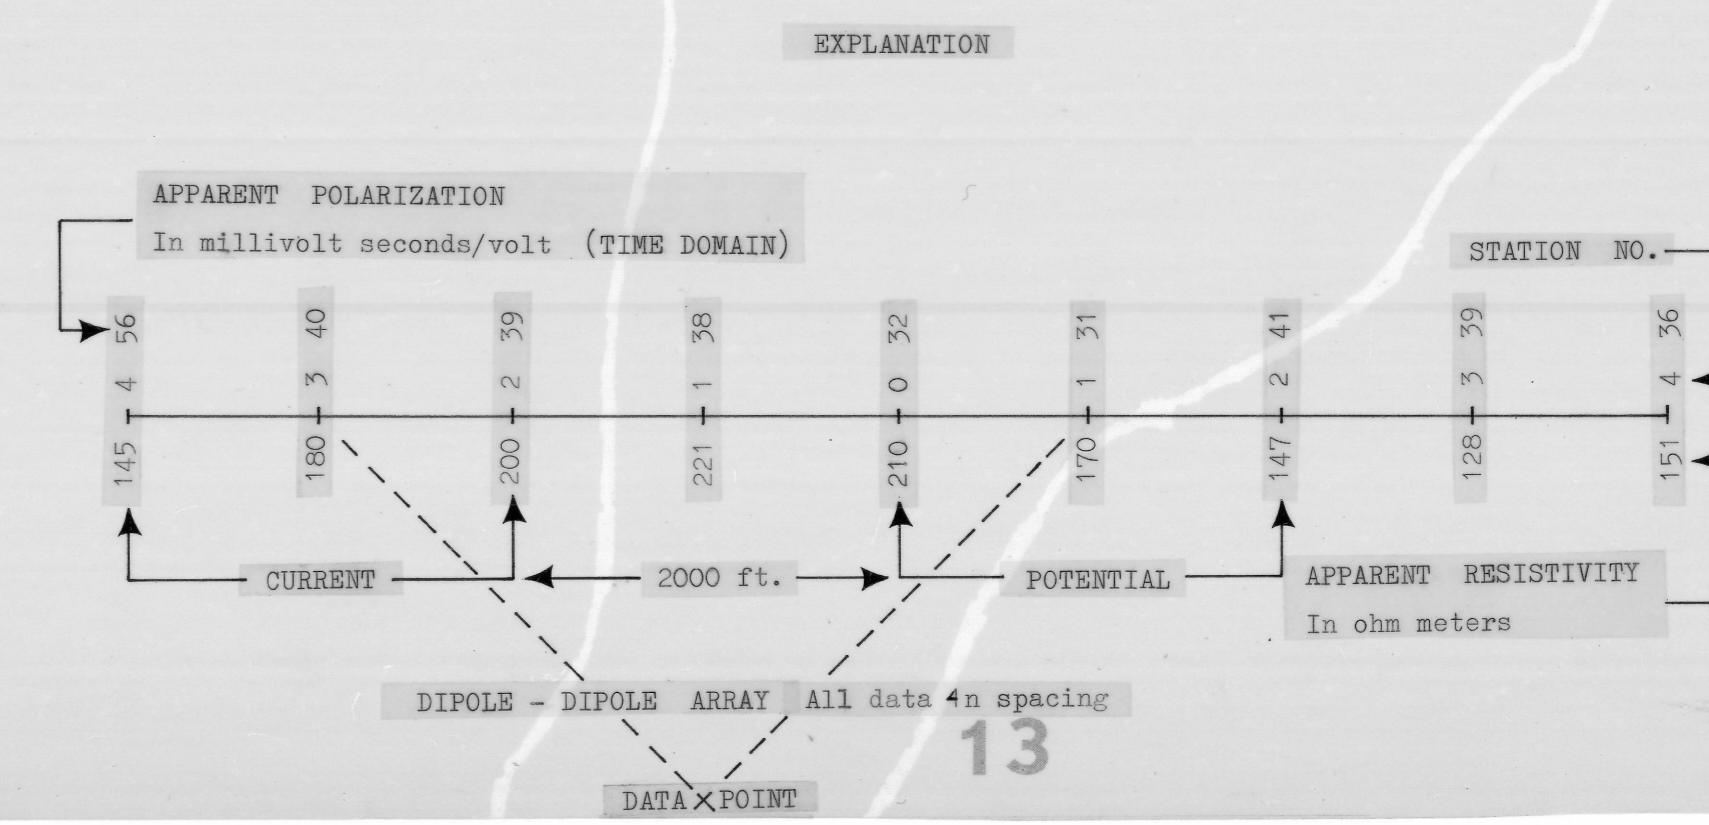 EXPLANATION
APPARENT POLARIZATION
In millivolt seconds/volt (TIME DOMAIN)
STATION NO.
56 40 39 38 32 31 41 39 36
4 3 2 1 0 1 2 3 4
145 180 200 221 210 170 147 128 151
CURRENT 2000 ft. POTENTIAL
APPARENT RESISTIVITY
In ohm meters
DIPOLE - DIPOLE ARRAY All data 4n spacing
13
DATA X POINT